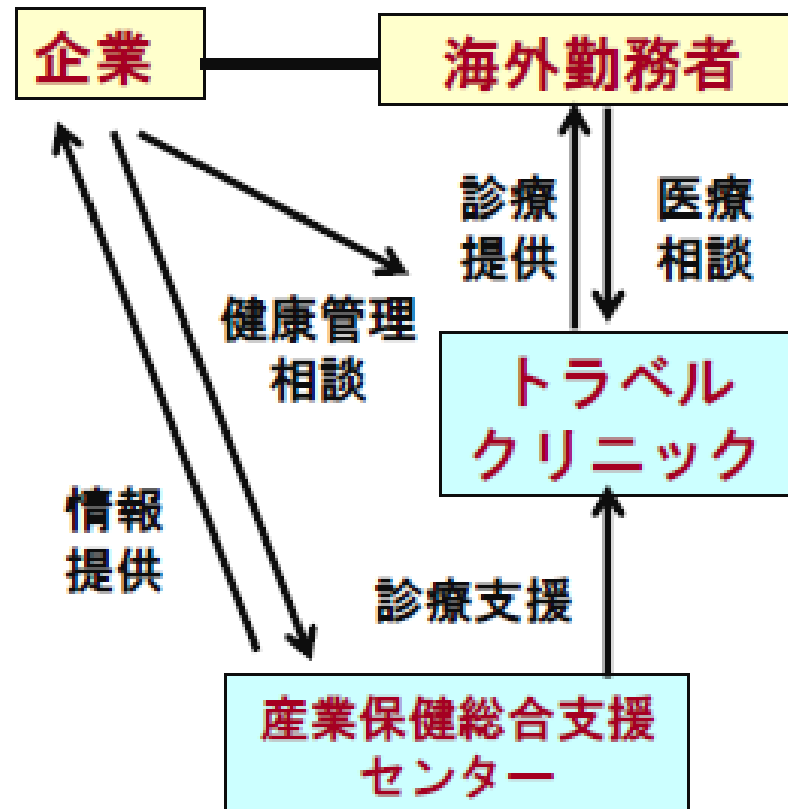 企業
海外勤務者
診療
提供
医療
相談
健康管理
相談
トラベル
クリニック
情報
提供
診療支援
産業保健総合支援
センター